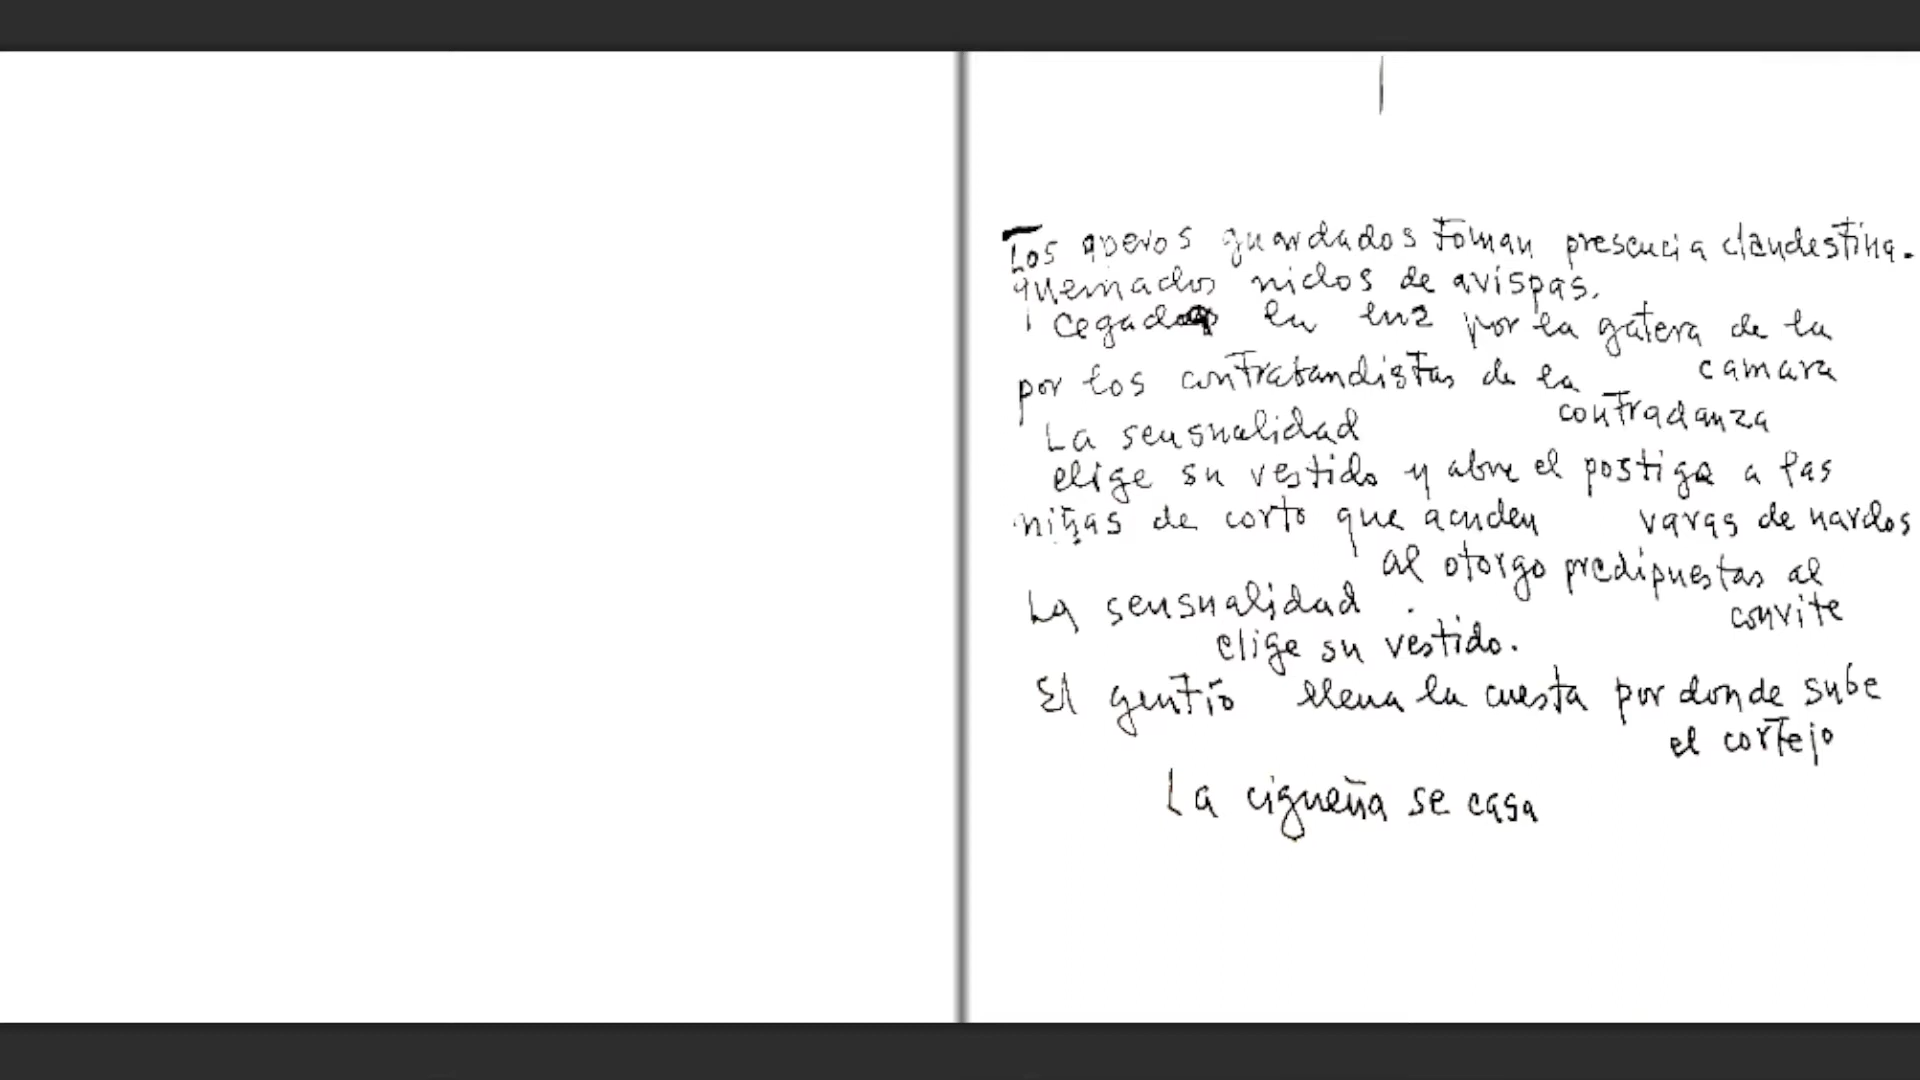 Los aperos guardados toman presencia clandestina.
quemados nidos de avispas.
cegada la luz por la gatera de la
camara
por los contrabandistas de la
contradanza
La sensualidad
elige su vestido y abre el postigo a las
niñas de corto que acuden varas de nardos
al otorgo predipuestas al
convite
La sensualidad
elige su vestido.
El gentío llena la cuesta por donde sube
el cortejo
La cigueña se casa